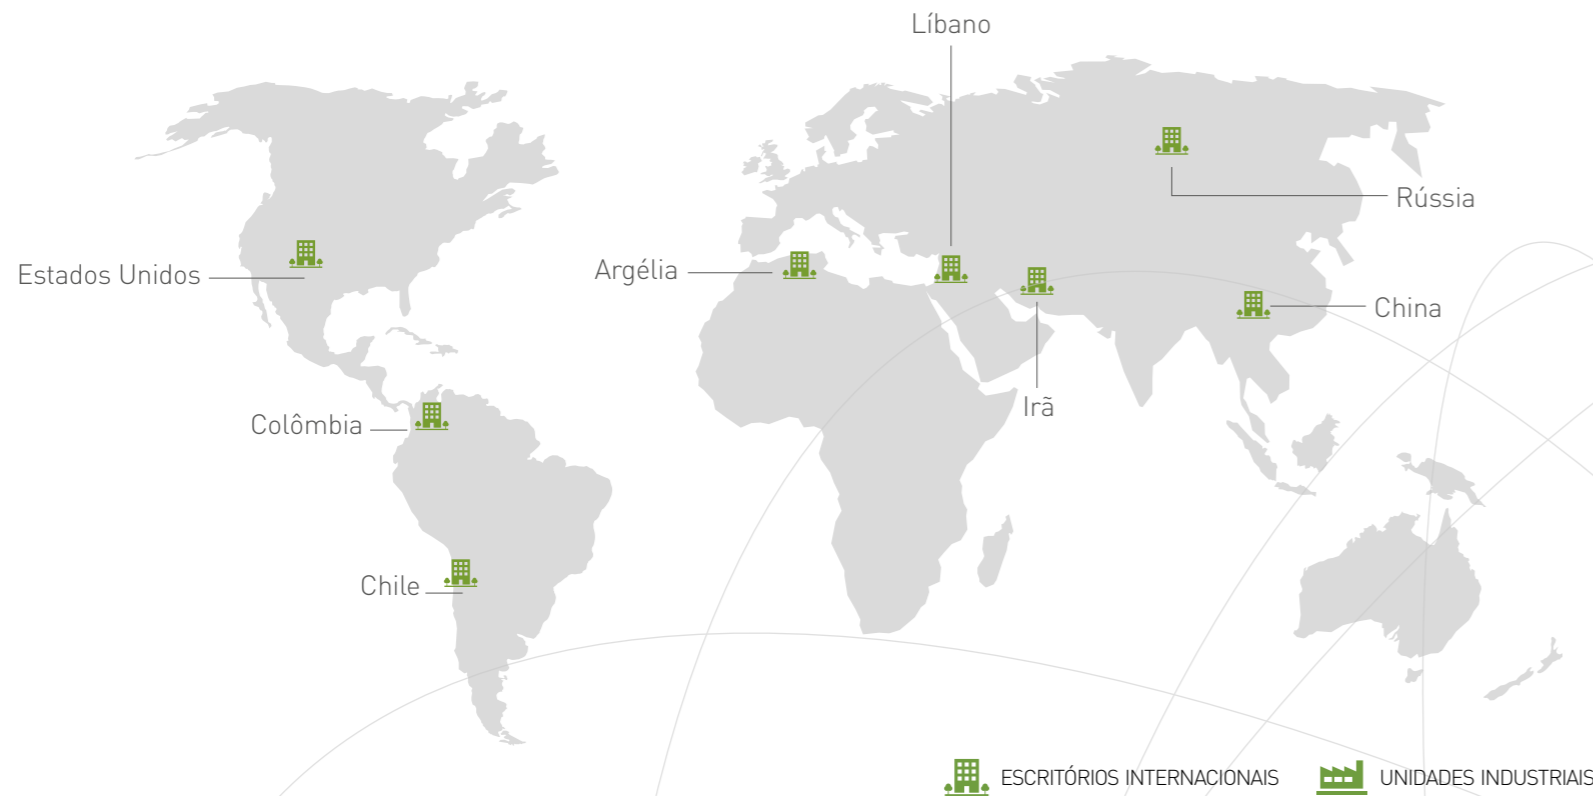 Líbano
Rússia
Estados Unidos
Argélia
China
Irã
Colômbia
Chile
ESCRITÓRIOS INTERNACIONAIS
UNIDADES INDUSTRIAIS